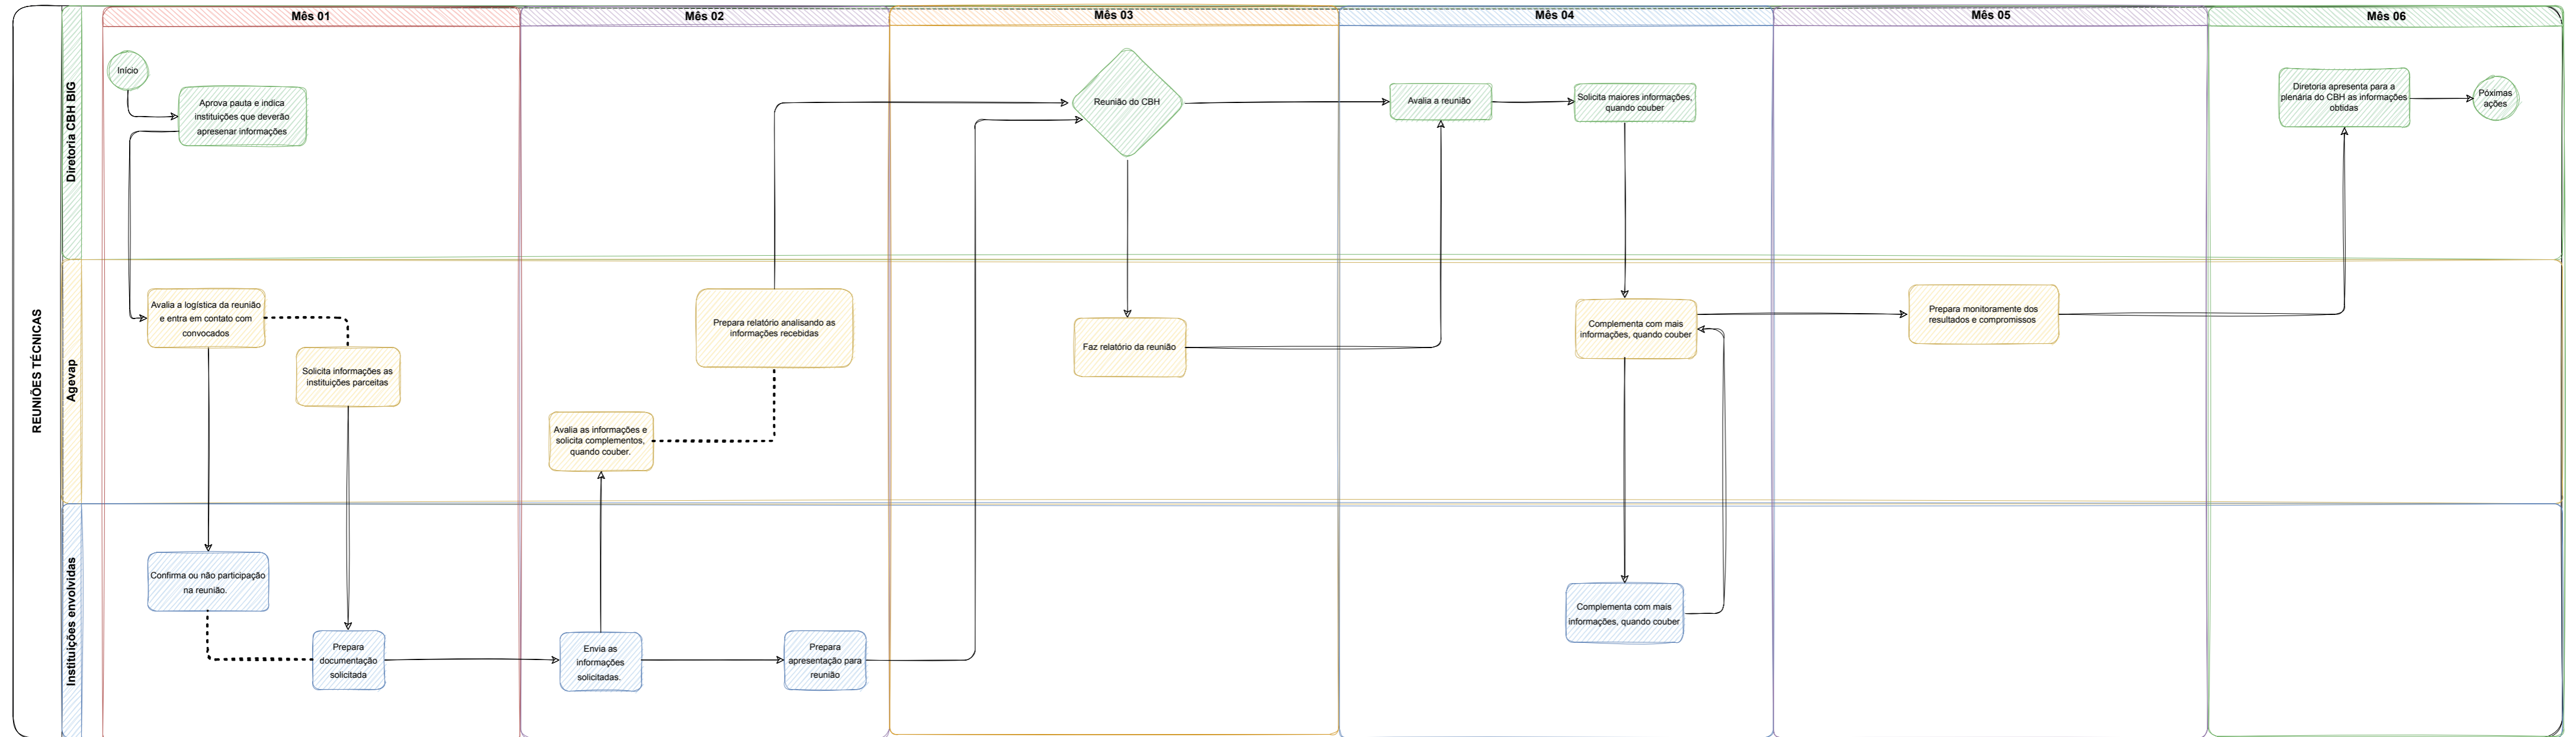 REUNIÕES TÉCNICAS
Mês 01
Mês 02
Mês 03
Mês 04
Mês 05
Mês 06
Diretoria CBH BIG
Início
Aprova pauta e indica
instituições que deverão
apresenar informações
Reunião do CBH
Avalia a reunião
Solicita maiores informações,
quando couber
Diretoria apresenta para a
plenária do CBH as informações
obtidas
Póximas
ações
Agevap
Avalia a logística da reunião
e entra em contato com
convocados
Solicita informações as
instituições parceitas
Avalia as informações e
solicita complementos,
quando couber.
Prepara relatório analisando as
informações recebidas
Faz relatório da reunião
Complementa com mais
informações, quando couber
Prepara monitoramente dos
resultados e compromissos
Instituições envolvidas
Confirma ou não participação
na reunião.
Prepara
documentação
solicitada
Envia as
informações
solicitadas.
Prepara
apresentação para
reunião
Complementa com mais
informações, quando couber